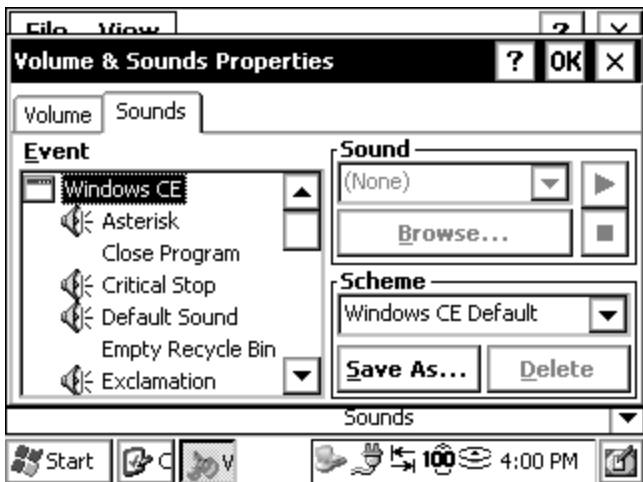 File View ?
Volume & Sounds Properties ? OK ×
Volume Sounds
Event
Windows CE
Asterisk
Close Program
Critical Stop
Default Sound
Empty Recycle Bin
Exclamation
Sound
(None)
Browse...
Scheme
Windows CE Default
Save As... Delete
Sounds
Start C V 100 4:00 PM